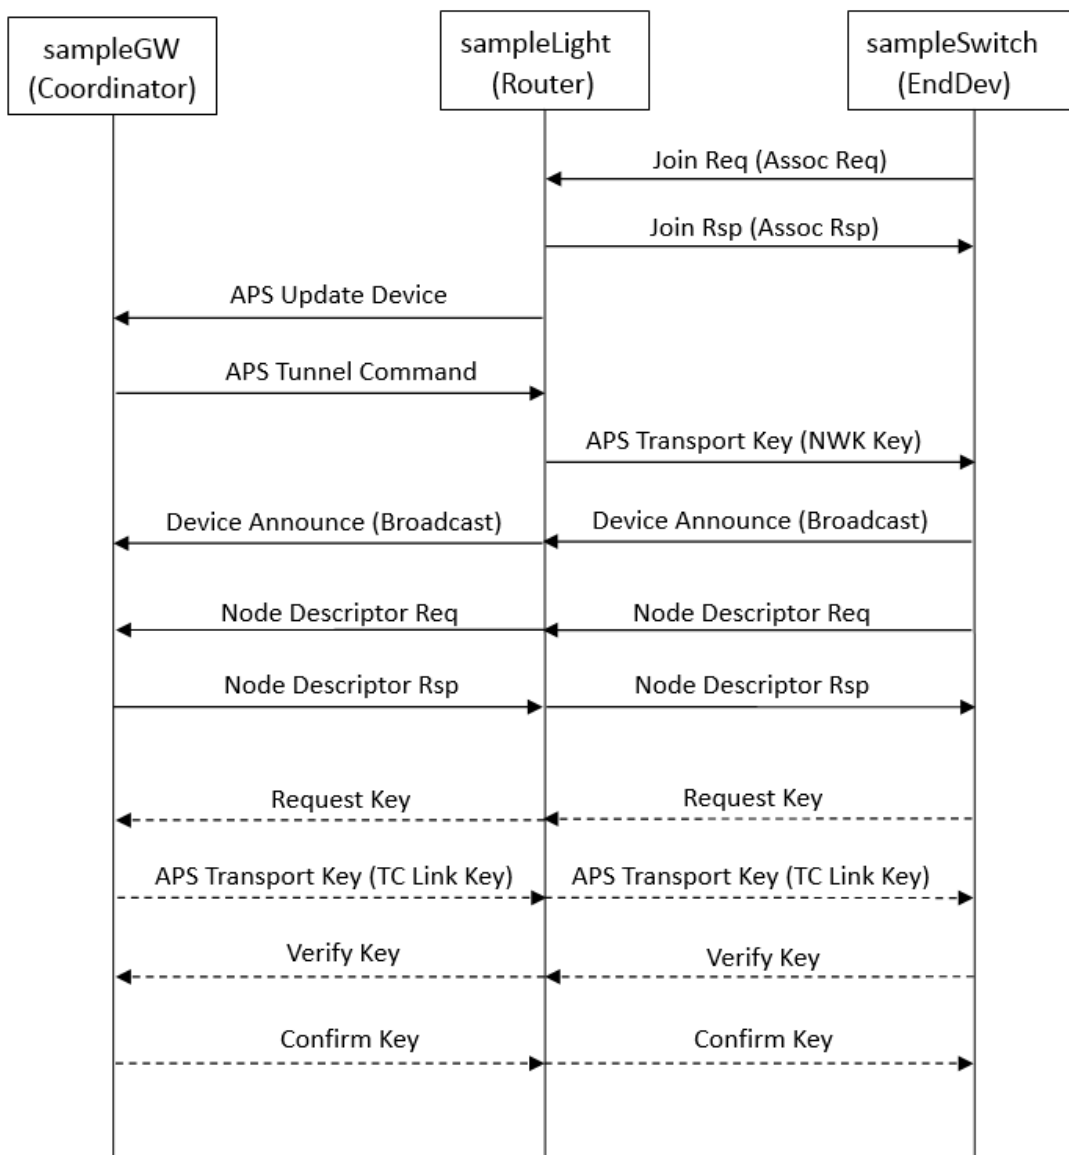 sampleGW
(Coordinator)
sampleLight
(Router)
sampleSwitch
(EndDev)
Join Req (Assoc Req)
Join Rsp (Assoc Rsp)
APS Update Device
APS Tunnel Command
APS Transport Key (NWK Key)
Device Announce (Broadcast)
Device Announce (Broadcast)
Node Descriptor Req
Node Descriptor Req
Node Descriptor Rsp
Node Descriptor Rsp
Request Key
Request Key
APS Transport Key (TC Link Key)
APS Transport Key (TC Link Key)
Verify Key
Verify Key
Confirm Key
Confirm Key